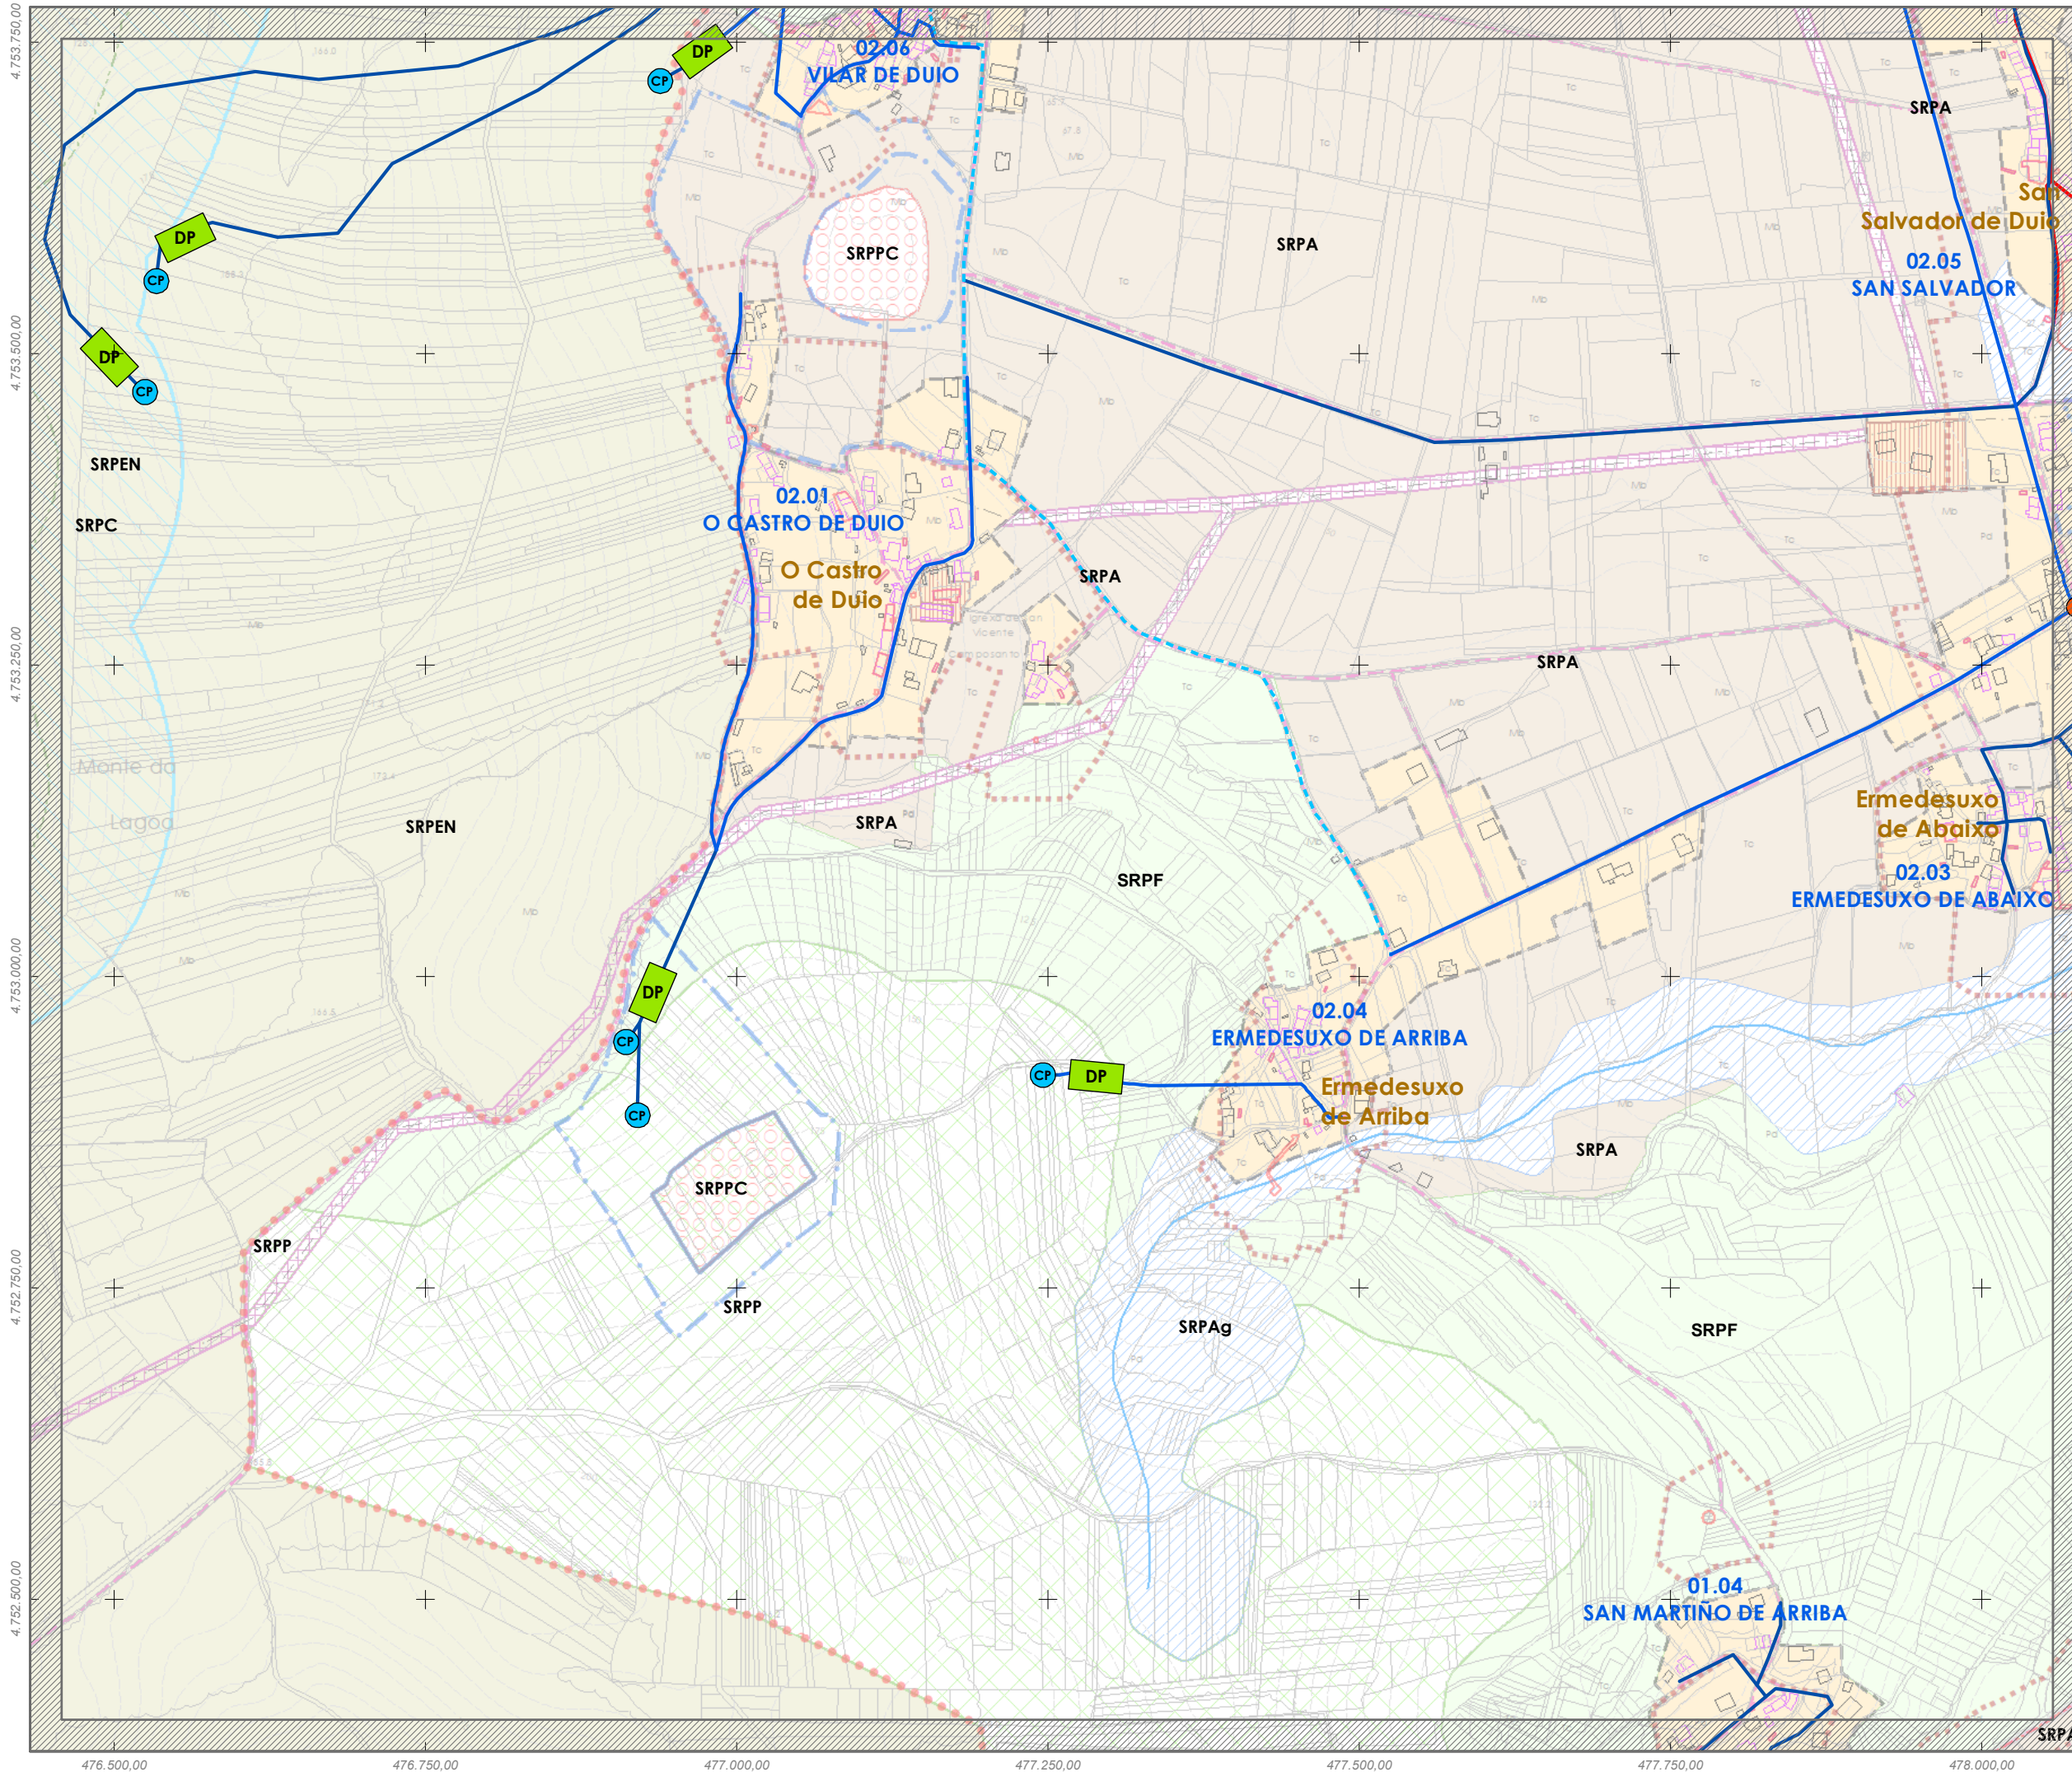 4.753.750,00
DP
CP
02.06
VILAR DE DUIO
SRPA
SRPA
San
Salvador de Duio
02.05
SAN SALVADOR
SRPPC
DP
CP
DP
CP
4.753.500,00
SRPEN
SRPC
02.01
O CASTRO DE DUIO
O Castro
de Duio
SRPA
Igrexa de San
Vicente
Camposanto
SRPA
4.753.250,00
Monte da
Lagoa
SRPEN
SRPA
SRPF
Ermedesuxo
de Abaixo
02.03
ERMEDESUXO DE ABAIXO
4.753.000,00
DP
CP
CP
02.04
ERMEDESUXO DE ARRIBA
CP
DP
Ermedesuxo
de Arriba
SRPA
SRPPC
SRPP
SRPP
SRPAg
SRPF
4.752.750,00
4.752.500,00
01.04
SAN MARTIÑO DE ARRIBA
476.500,00
476.750,00
477.000,00
477.250,00
477.500,00
477.750,00
478.000,00